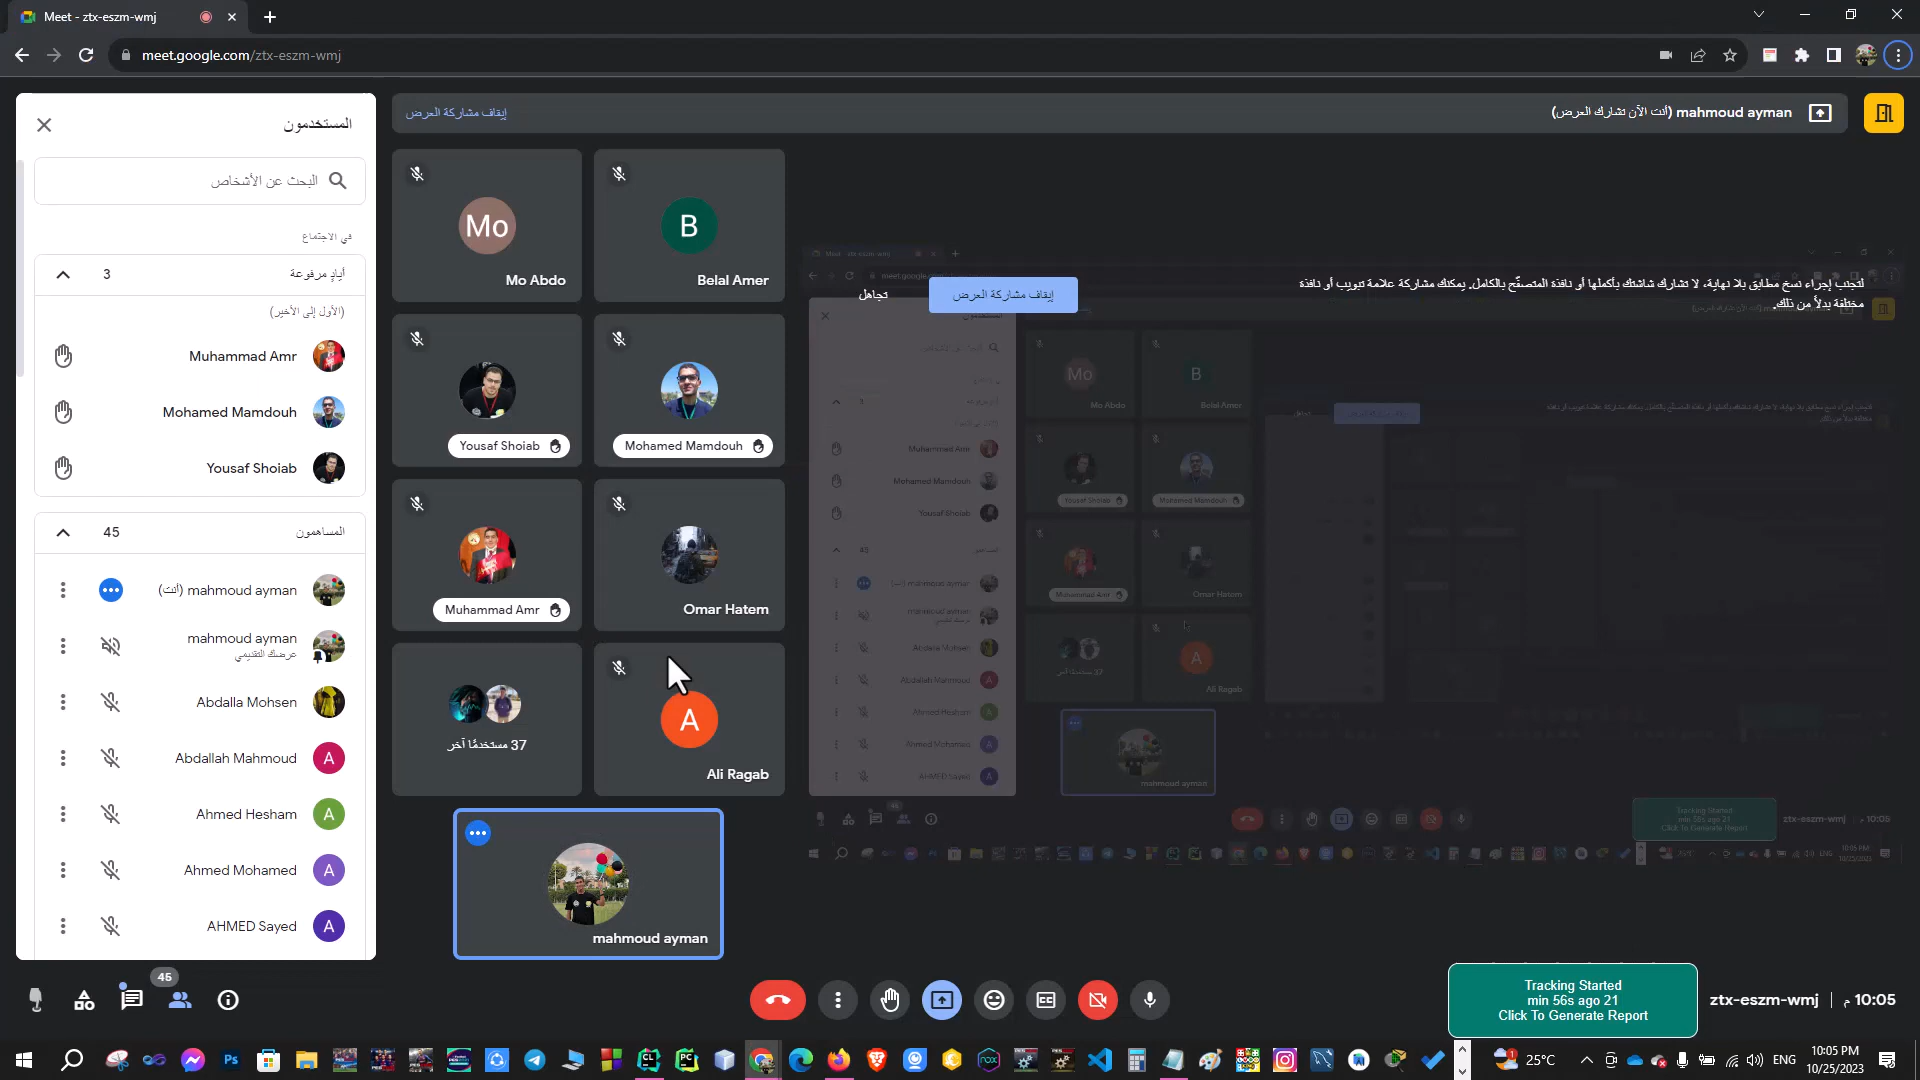 Meet - ztx-eszm-wmj
meet.google.com/ztx-eszm-wmj
المستخدمون
البحث عن الأشخاص
في الاجتماع
أيادٍ مرفوعة
3
(الأول إلى الأخير)
Muhammad Amr
Mohamed Mamdouh
Yousaf Shoiab
المساهمون
45
mahmoud ayman (أنت)
mahmoud ayman
عرضك التقديمي
Abdalla Mohsen
Abdallah Mahmoud
Ahmed Hesham
Ahmed Mohamed
AHMED Sayed
mahmoud ayman (أنت الآن تشارك العرض)
إيقاف مشاركة العرض
Mo
Mo Abdo
B
Belal Amer
Yousaf Shoiab
Mohamed Mamdouh
Muhammad Amr
Omar Hatem
37 مستخدمًا آخر
A
Ali Ragab
mahmoud ayman
لتجنب إجراء نسخ مطابق بلا نهاية، لا تشارك شاشتك بأكملها أو نافذة المتصفّح بالكامل. يمكنك مشاركة علامة تبويب أو نافذة
مختلفة بدلاً من ذلك.
إيقاف مشاركة العرض
تجاهل
45
Tracking Started
min 56s ago 21
Click To Generate Report
ztx-eszm-wmj
10:05 م
25°C
ENG
10:05 PM
10/25/2023